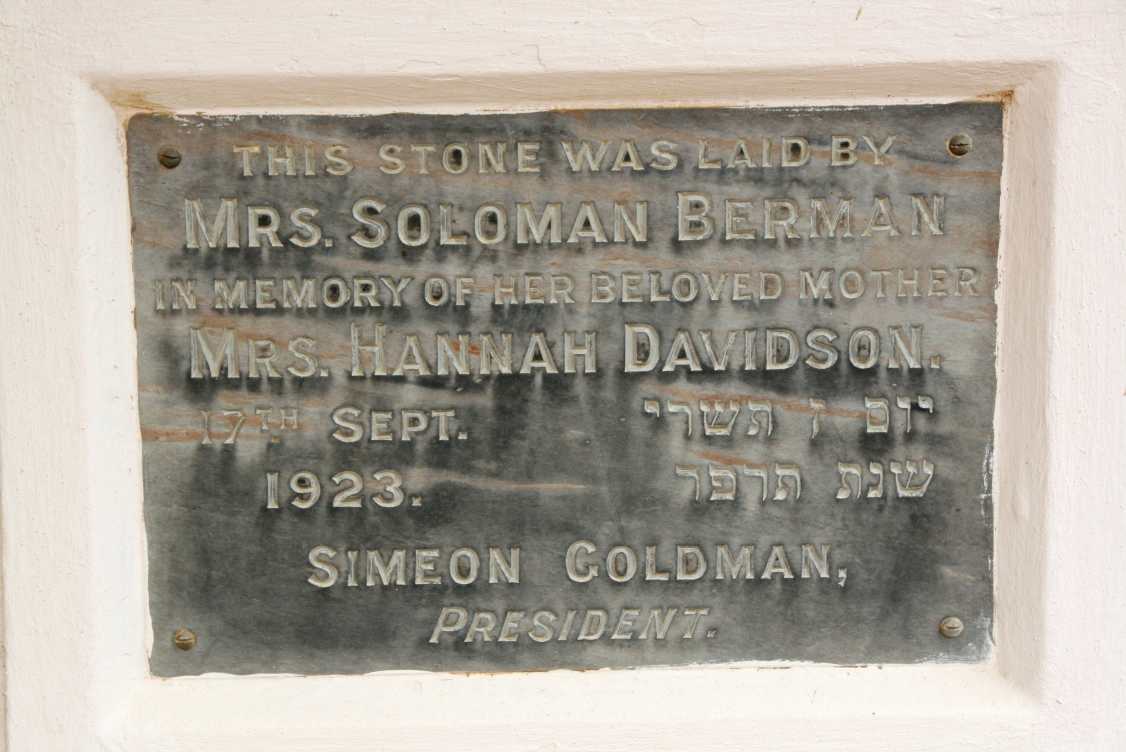 THIS STONE WAS LAID BY
MRS. SOLOMAN BERMAN
IN MEMORY OF HER BELOVED MOTHER
MRS. HANNAH DAVIDSON.
17TH SEPT. יום ז תשרי
1923. שנת תרפד
SIMEON GOLDMAN,
PRESIDENT.